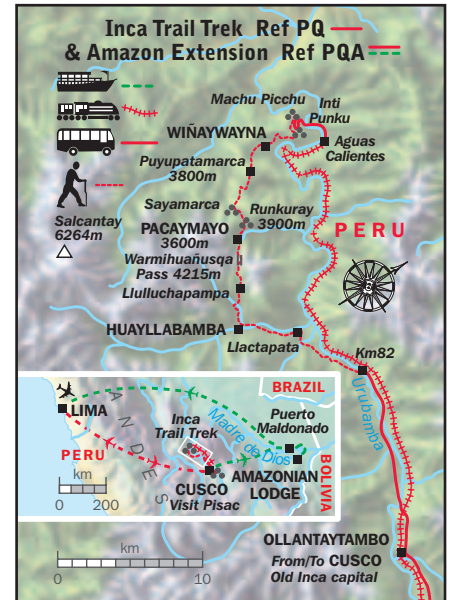 Inca Trail Trek Ref PQ
& Amazon Extension Ref PQA
Machu Picchu
Inti
Punku
WIÑAYWAYNA
Aguas
Calientes
Puyupatamarca
3800m
Sayamarca
Runkuray
3900m
Salcantay
6264m
PERU
PACAYMAYO
3600m
Warmihuañusqa
Pass 4215m
Llulluchapampa
HUAYLLABAMBA
Llactapata
Km82
Urubamba
BRAZIL
LIMA
ANDES
Inca
Trail Trek
Puerto
Maldonado
Madre de Dios
PERU
BOLIVIA
AMAZONIAN
LODGE
CUSCO
Visit Pisac
km
0 200
OLLANTAYTAMBO
From/To CUSCO
Old Inca capital
km
0 10